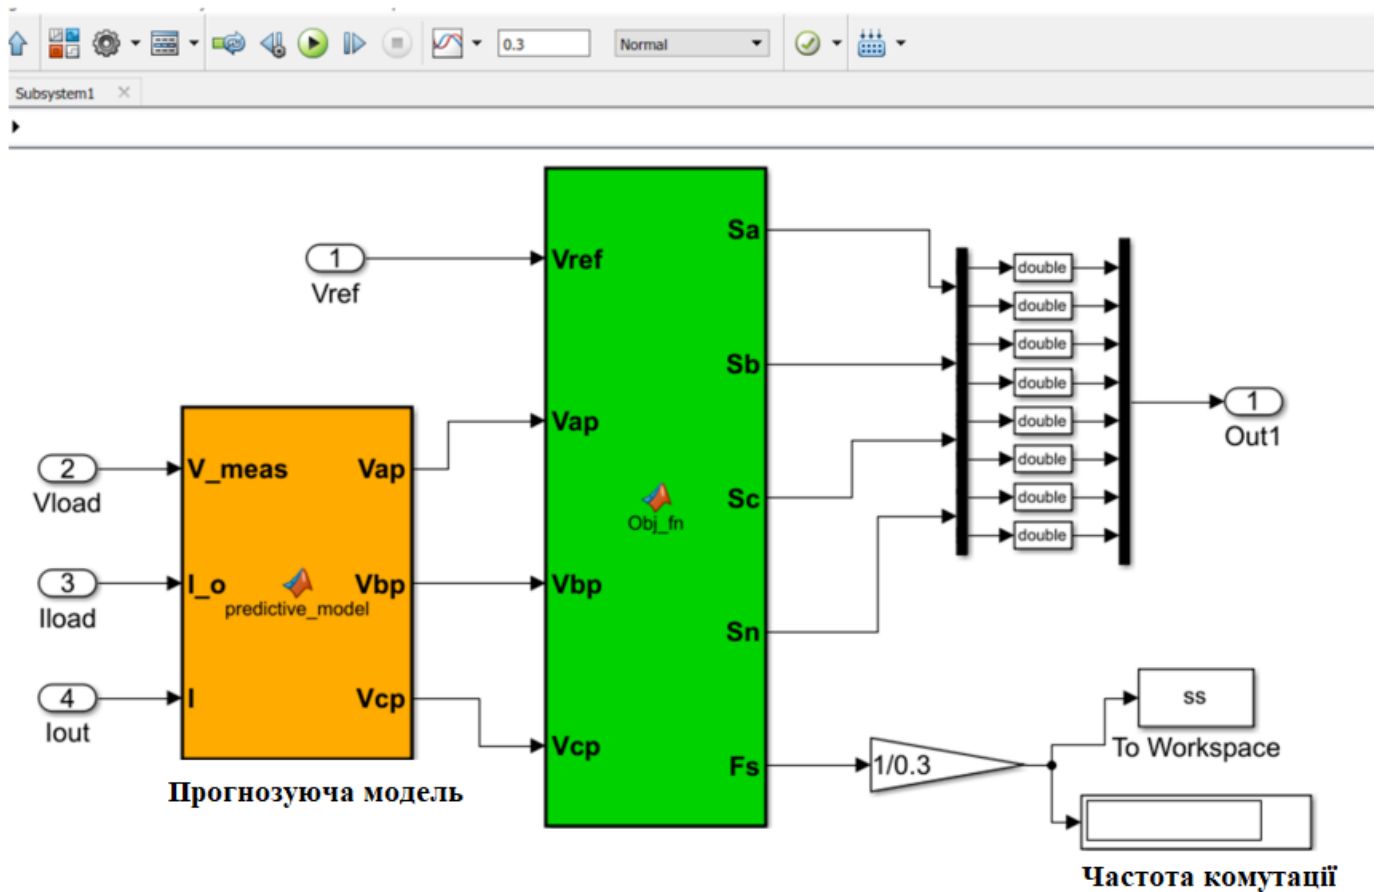 0.3 Normal
Subsystem1
1
Vref
2
Vload
3
Iload
4
Iout
V_meas
I_o
I
Vap
Vbp
Vcp
predictive_model
Прогнозуюча модель
Vref
Vap
Vbp
Vcp
Obj_fn
Sa
Sb
Sc
Sn
Fs
double
double
double
double
double
double
double
double
1
Out1
1/0.3
ss
To Workspace
Частота комутації